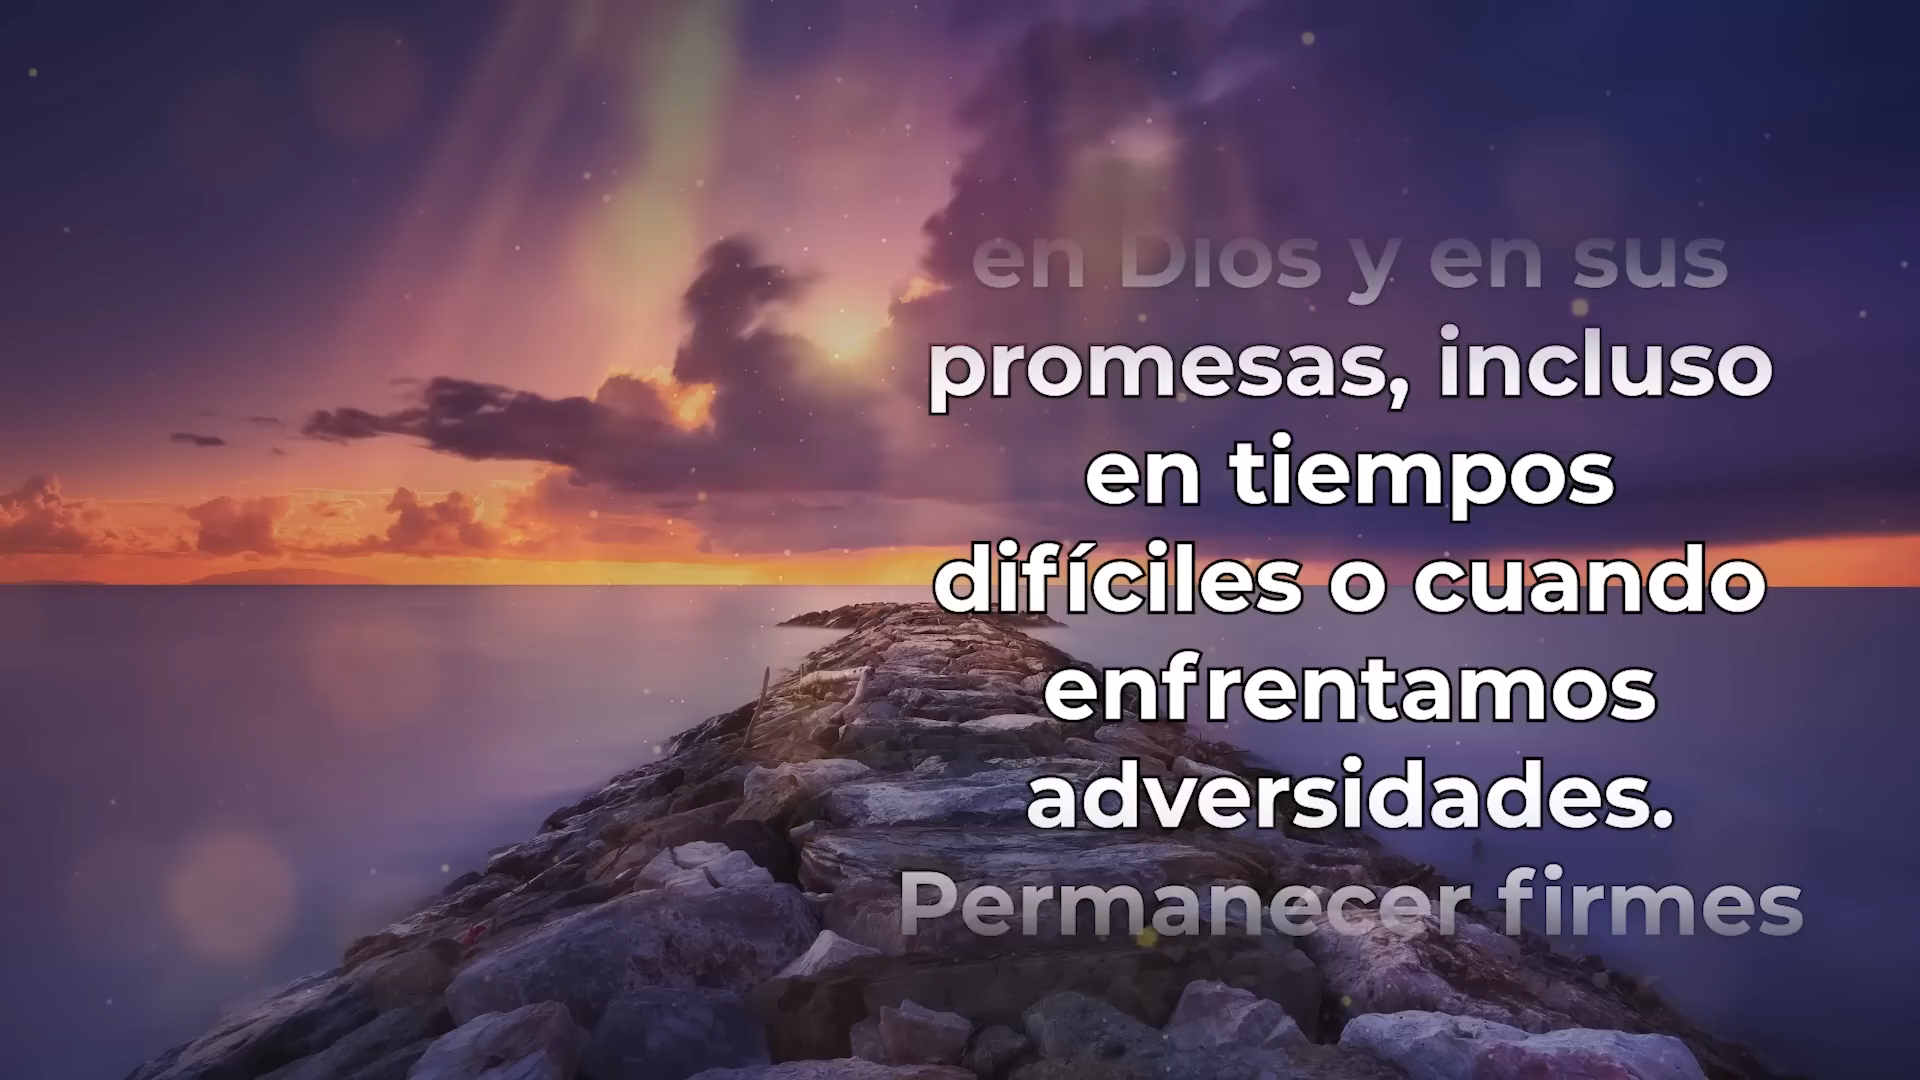 en Dios y en sus
promesas, incluso
en tiempos
difíciles o cuando
enfrentamos
adversidades.
Permanecer firmes